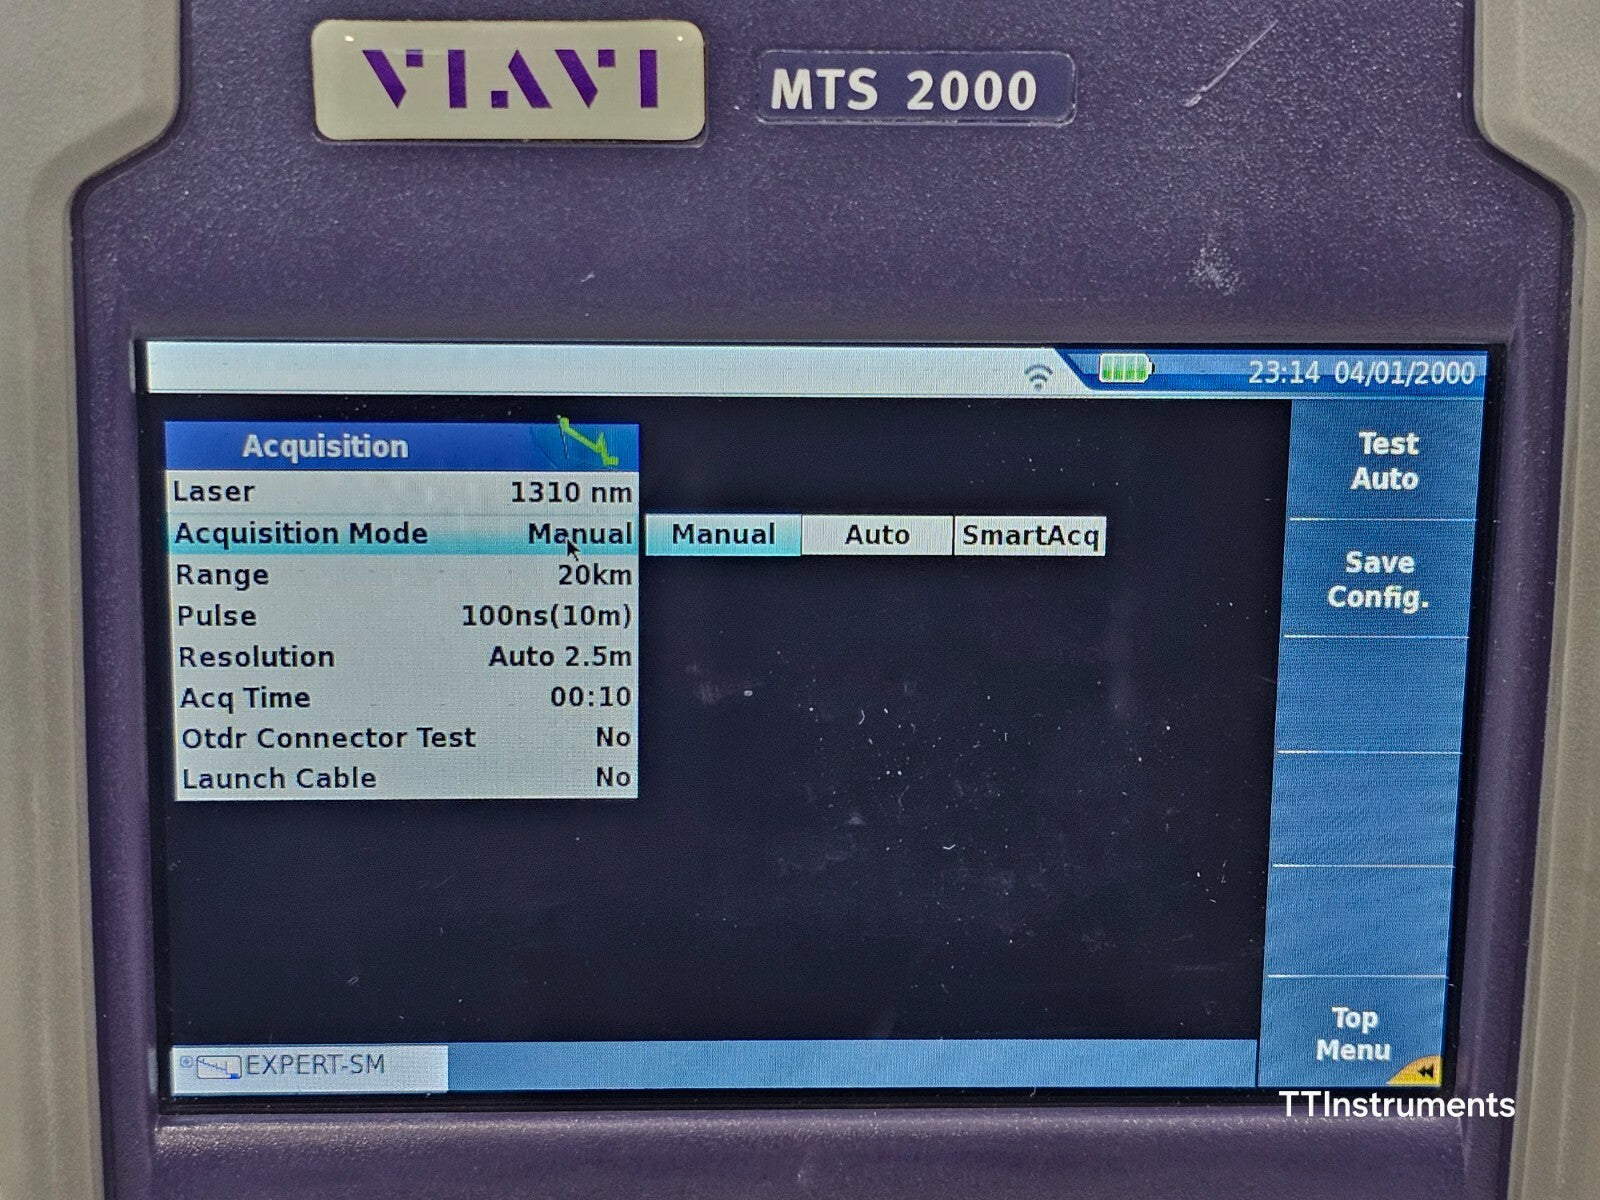 VIAVI
MTS 2000
23:14 04/01/2000
Acquisition
Laser 1310 nm
Acquisition Mode Manual
Manual Auto SmartAcq
Range 20km
Pulse 100ns(10m)
Resolution Auto 2.5m
Acq Time 00:10
Otdr Connector Test No
Launch Cable No
Test
Auto
Save
Config.
Top
Menu
EXPERT-SM
TTInstruments